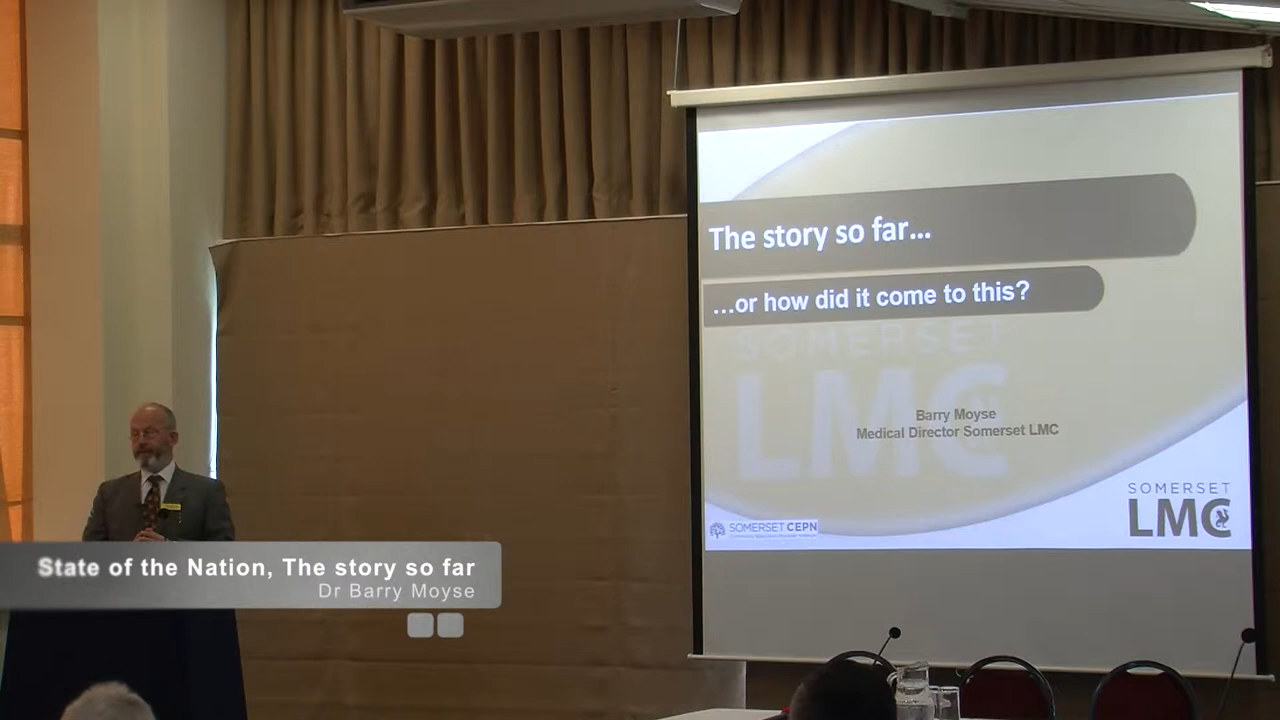 The story so far...
...or how did it come to this?
SOMERSET
LMC
Barry Moyse
Medical Director Somerset LMC
SOMERSET CEPN
SOMERSET
LMC
State of the Nation, The story so far
Dr Barry Moyse